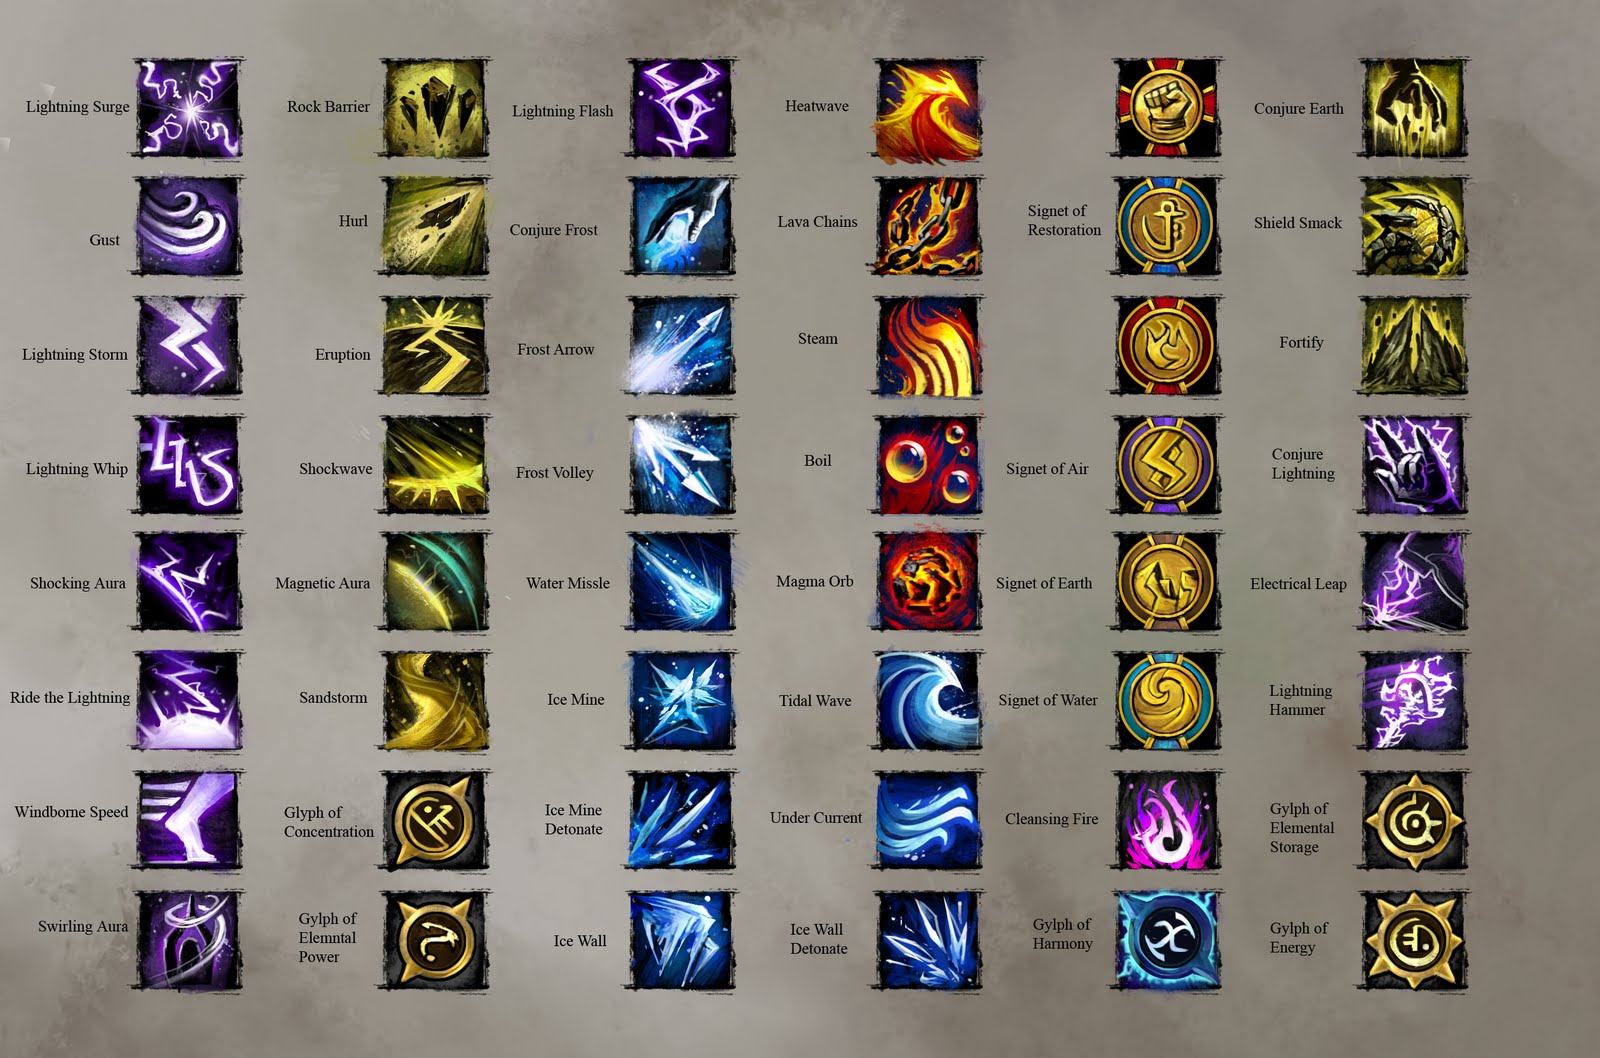 Lightning Surge
Rock Barrier
Lightning Flash
Heatwave
Conjure Earth
Gust
Hurl
Conjure Frost
Lava Chains
Signet of
Restoration
Shield Smack
Lightning Storm
Eruption
Frost Arrow
Steam
Fortify
Lightning Whip
Shockwave
Frost Volley
Boil
Signet of Air
Conjure
Lightning
Shocking Aura
Magnetic Aura
Water Missle
Magma Orb
Signet of Earth
Electrical Leap
Ride the Lightning
Sandstorm
Ice Mine
Tidal Wave
Signet of Water
Lightning
Hammer
Windborne Speed
Glyph of
Concentration
Ice Mine
Detonate
Under Current
Cleansing Fire
Gylph of
Elemental
Storage
Swirling Aura
Gylph of
Elemntal
Power
Ice Wall
Ice Wall
Detonate
Gylph of
Harmony
Gylph of
Energy